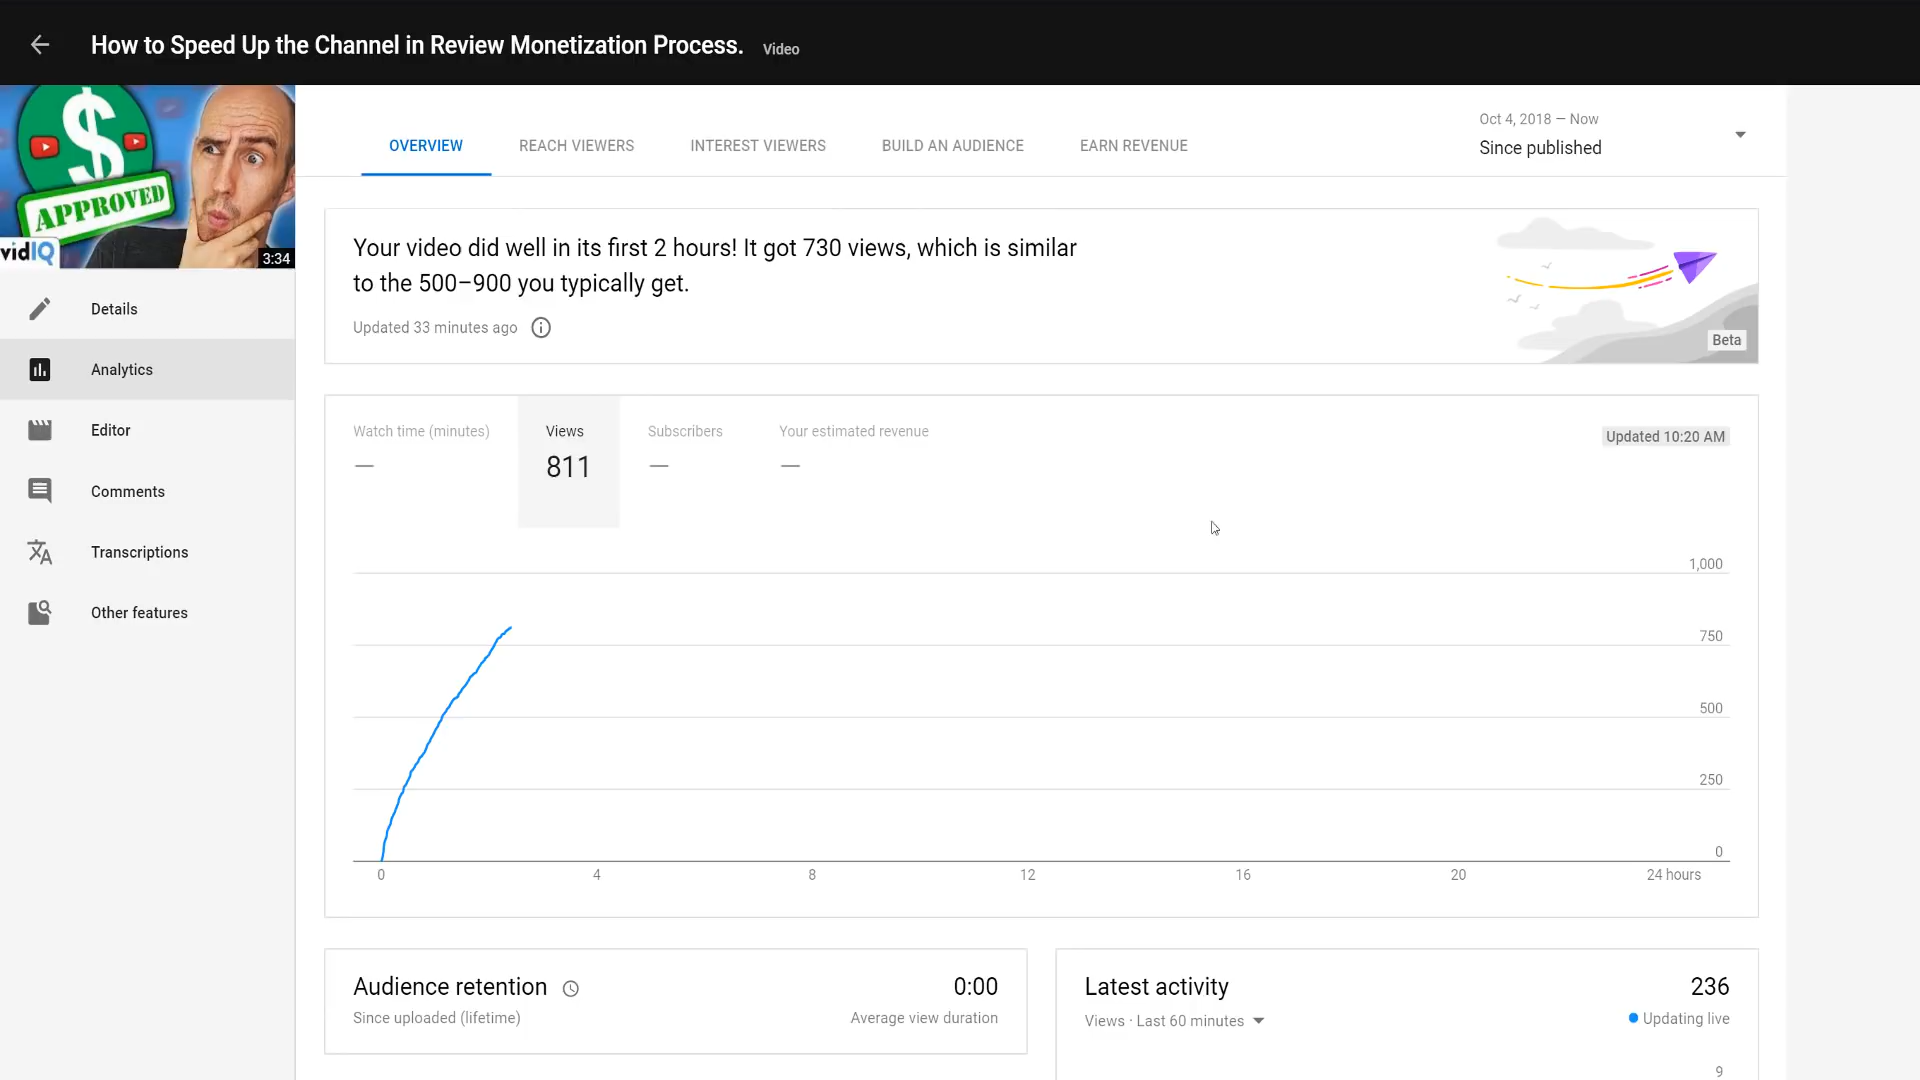 How to Speed Up the Channel in Review Monetization Process. Video
APPROVED
vidIQ
3:34
Details
Analytics
Editor
Comments
Transcriptions
Other features
OVERVIEW REACH VIEWERS INTEREST VIEWERS BUILD AN AUDIENCE EARN REVENUE
Oct 4, 2018 – Now
Since published
Your video did well in its first 2 hours! It got 730 views, which is similar
to the 500–900 you typically get.
Updated 33 minutes ago
Beta
Watch time (minutes) Views Subscribers Your estimated revenue
— 811 — —
Updated 10:20 AM
1,000
750
500
250
0
0 4 8 12 16 20 24 hours
Audience retention 0:00
Since uploaded (lifetime) Average view duration
Latest activity 236
Views · Last 60 minutes Updating live
9